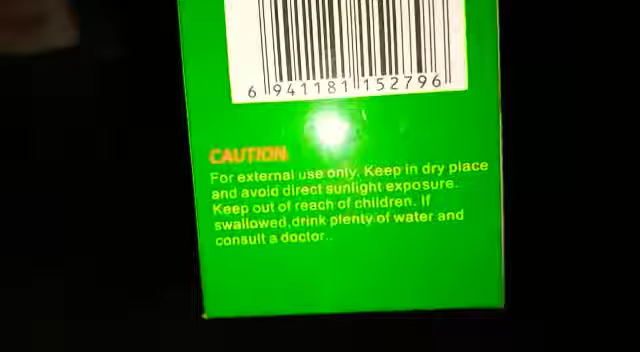 6 941181 152796
CAUTION
For external use only. Keep in dry place
and avoid direct sunlight exposure.
Keep out of reach of children. If
swallowed,drink plenty of water and
consult a doctor..